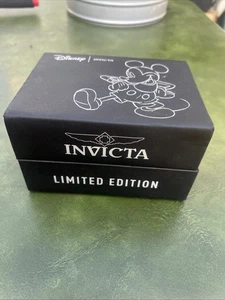 Disney | INVICTA
INVICTA
LIMITED EDITION